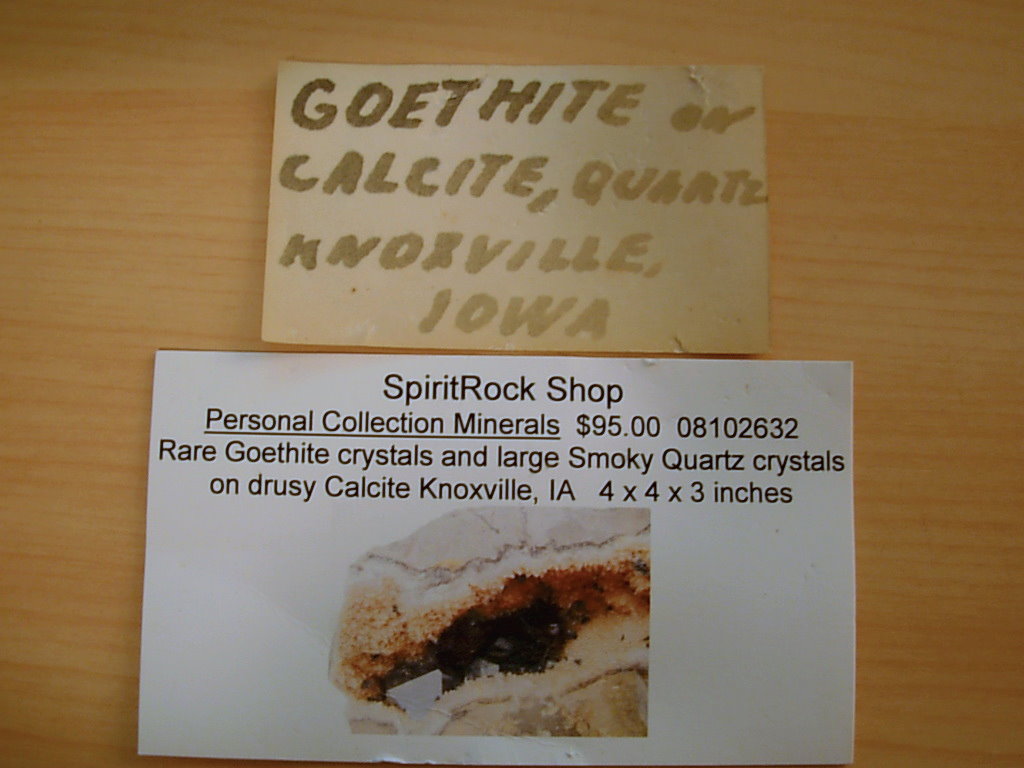 GOETHITE on
CALCITE, QUARTZ
KNOXVILLE,
IOWA
SpiritRock Shop
Personal Collection Minerals $95.00 08102632
Rare Goethite crystals and large Smoky Quartz crystals
on drusy Calcite Knoxville, IA 4 x 4 x 3 inches